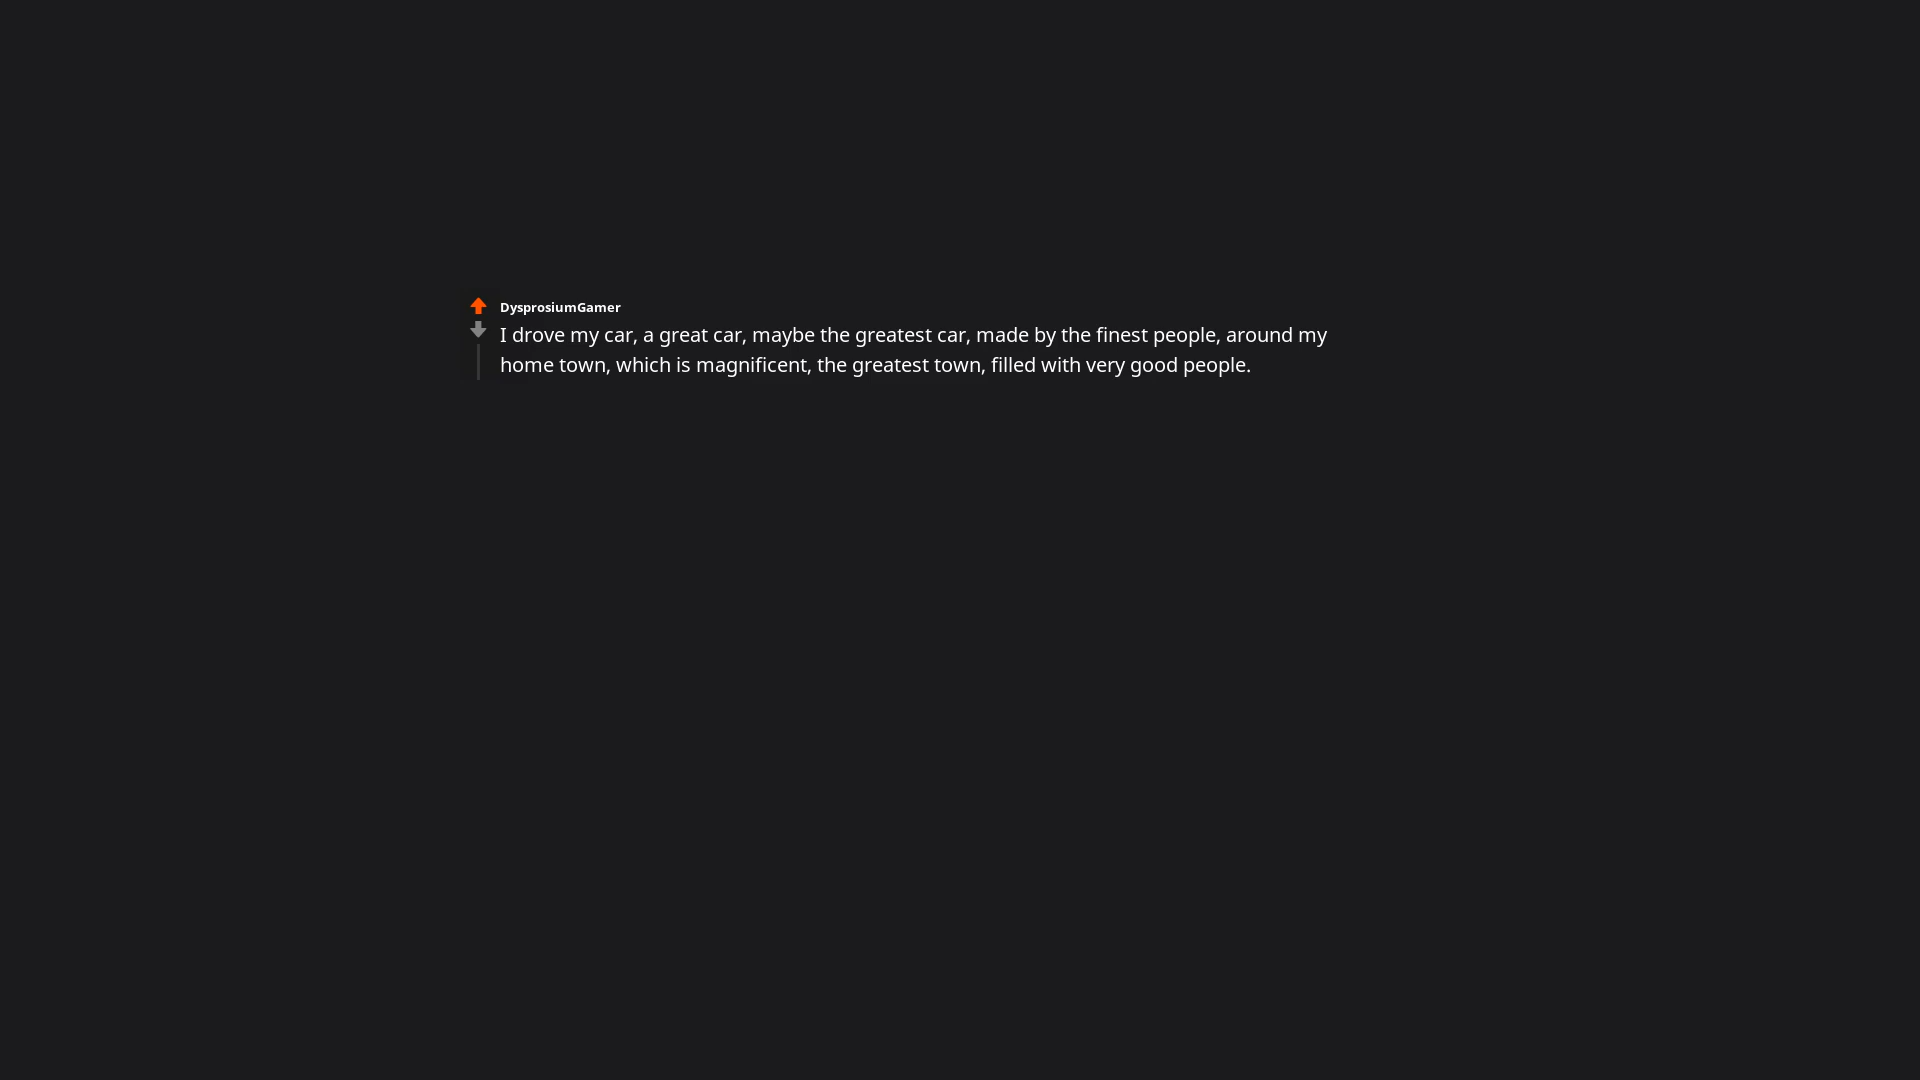 DysprosiumGamer
I drove my car, a great car, maybe the greatest car, made by the finest people, around my
home town, which is magnificent, the greatest town, filled with very good people.